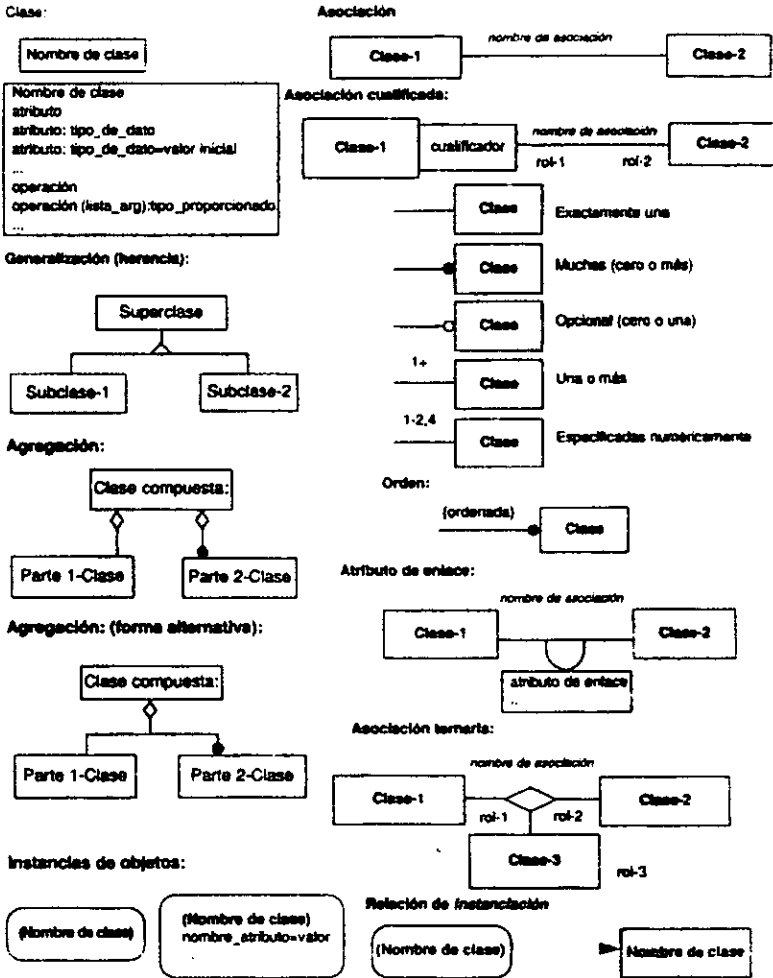 Clase:
Nombre de clase
Nombre de clase
atributo
atributo: tipo_de_dato
atributo: tipo_de_dato=valor inicial
...
operación
operación (lista_arg):tipo_proporcionado
...
Generalización (herencia):
Superclase
Subclase-1
Subclase-2
Agregación:
Clase compuesta:
Parte 1-Clase
Parte 2-Clase
Agregación: (forma alternativa):
Clase compuesta:
Parte 1-Clase
Parte 2-Clase
Instancias de objetos:
(Nombre de clase)
(Nombre de clase)
nombre_atributo=valor
Asociación
Clase-1
nombre de asociación
Clase-2
Asociación cualificada:
Clase-1
cualificador
nombre de asociación
rol-1
rol-2
Clase-2
Clase
Exactamente una
Clase
Muchas (cero o más)
Clase
Opcional (cero o una)
1+
Clase
Una o más
1-2,4
Clase
Especificadas numéricamente
Orden:
(ordenada)
Clase
Atributo de enlace:
nombre de asociación
Clase-1
Clase-2
atributo de enlace
..
Asociación ternaria:
nombre de asociación
Clase-1
rol-1
rol-2
Clase-2
Clase-3
rol-3
Relación de Instanciación
(Nombre de clase)
Nombre de clase